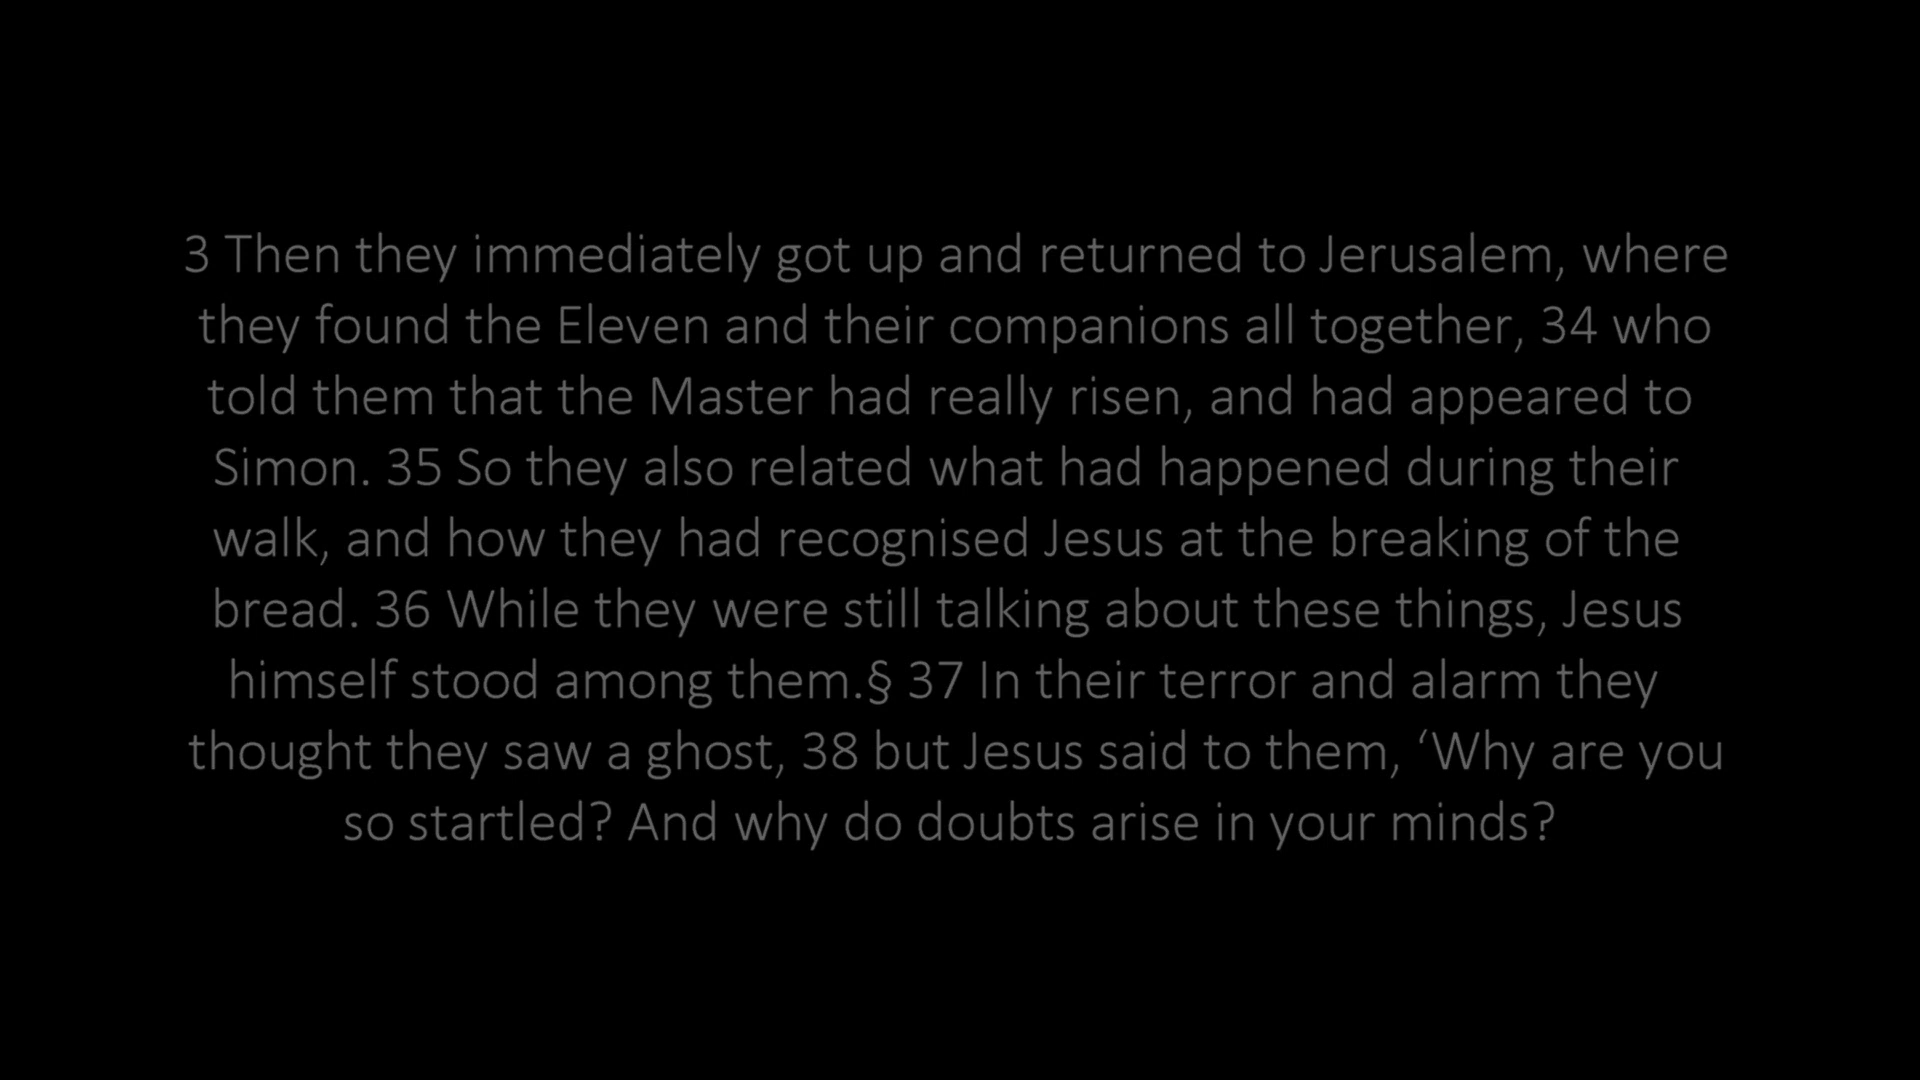 3 Then they immediately got up and returned to Jerusalem, where
they found the Eleven and their companions all together, 34 who
told them that the Master had really risen, and had appeared to
Simon. 35 So they also related what had happened during their
walk, and how they had recognised Jesus at the breaking of the
bread. 36 While they were still talking about these things, Jesus
himself stood among them.§ 37 In their terror and alarm they
thought they saw a ghost, 38 but Jesus said to them, ‘Why are you
so startled? And why do doubts arise in your minds?